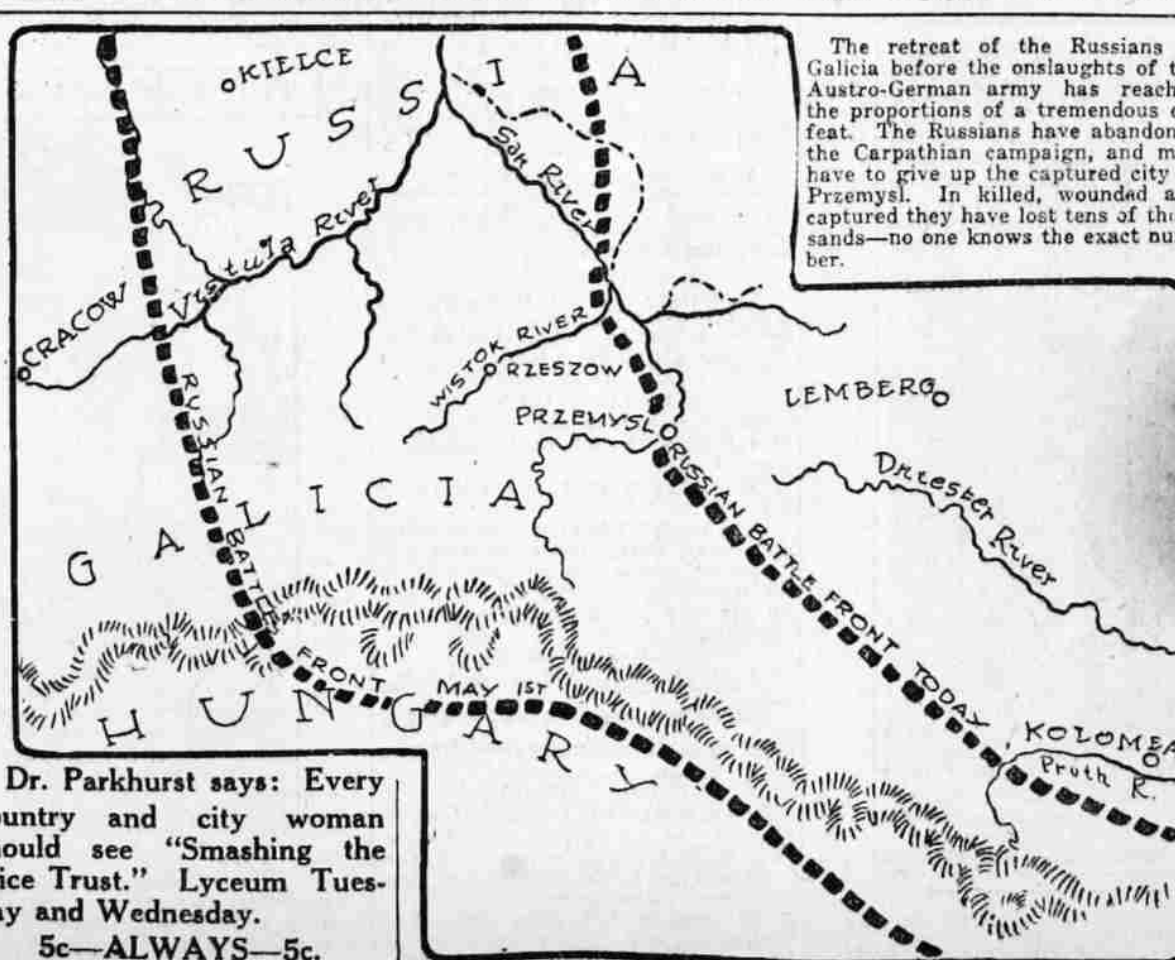 The retreat of the Russians
Galicia before the onslaughts of t
Austro-German army has reach
the proportions of a tremendous
feat. The Russians have abandon
the Carpathian campaign, and m
have to give up the captured city
Przemysl. In killed, wounded a
captured they have lost tens of tho
sands—no one knows the exact nu
ber.
KIELCE
RUSSIA
San River
Vistula River
CRACOW
WISTOK RIVER
RZESZOW
PRZEMYSL
LEMBERG
Dniester River
GALICIA
RUSSIAN BATTLE FRONT MAY 1ST
RUSSIAN BATTLE FRONT TODAY
HUNGARY
KOLOMEA
Pruth R.
Dr. Parkhurst says: Every
ountry and city woman
hould see "Smashing the
ice Trust." Lyceum Tues-
ay and Wednesday.
5c—ALWAYS—5c.